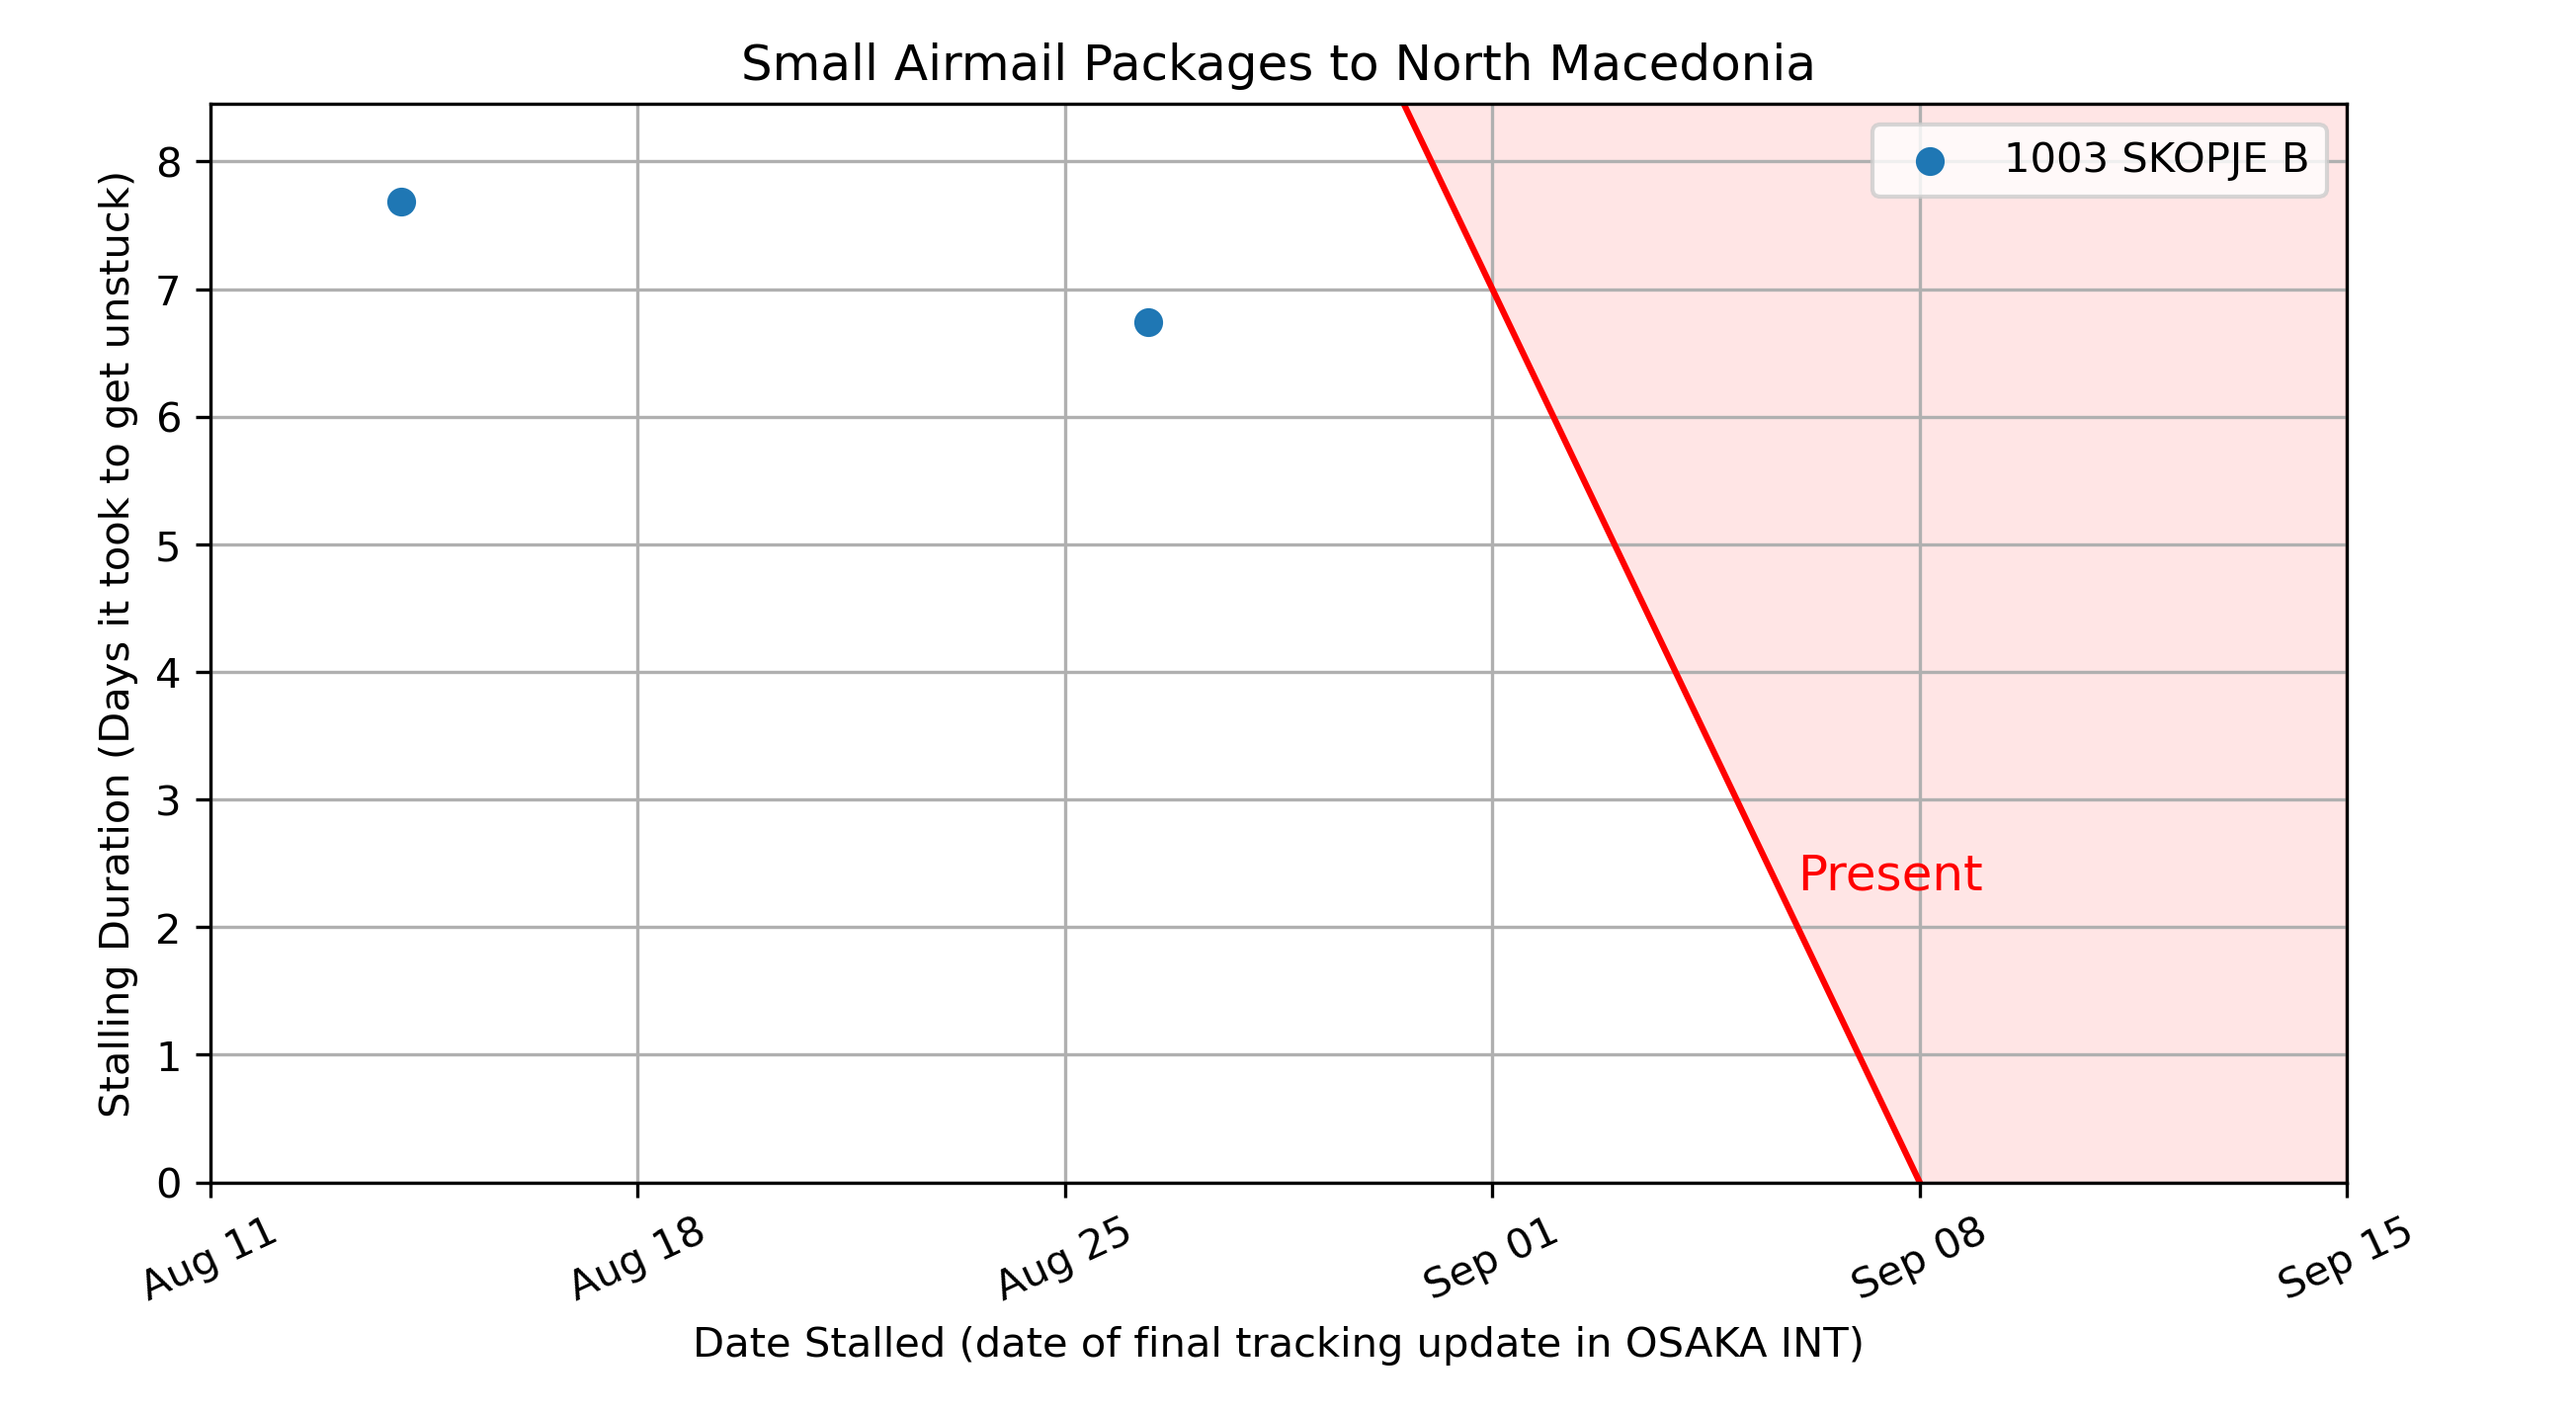 Small Airmail Packages to North Macedonia
1003 SKOPJE B
Stalling Duration (Days it took to get unstuck)
8
7
6
5
4
3
2
1
0
Present
Aug 11
Aug 18
Aug 25
Sep 01
Sep 08
Sep 15
Date Stalled (date of final tracking update in OSAKA INT)